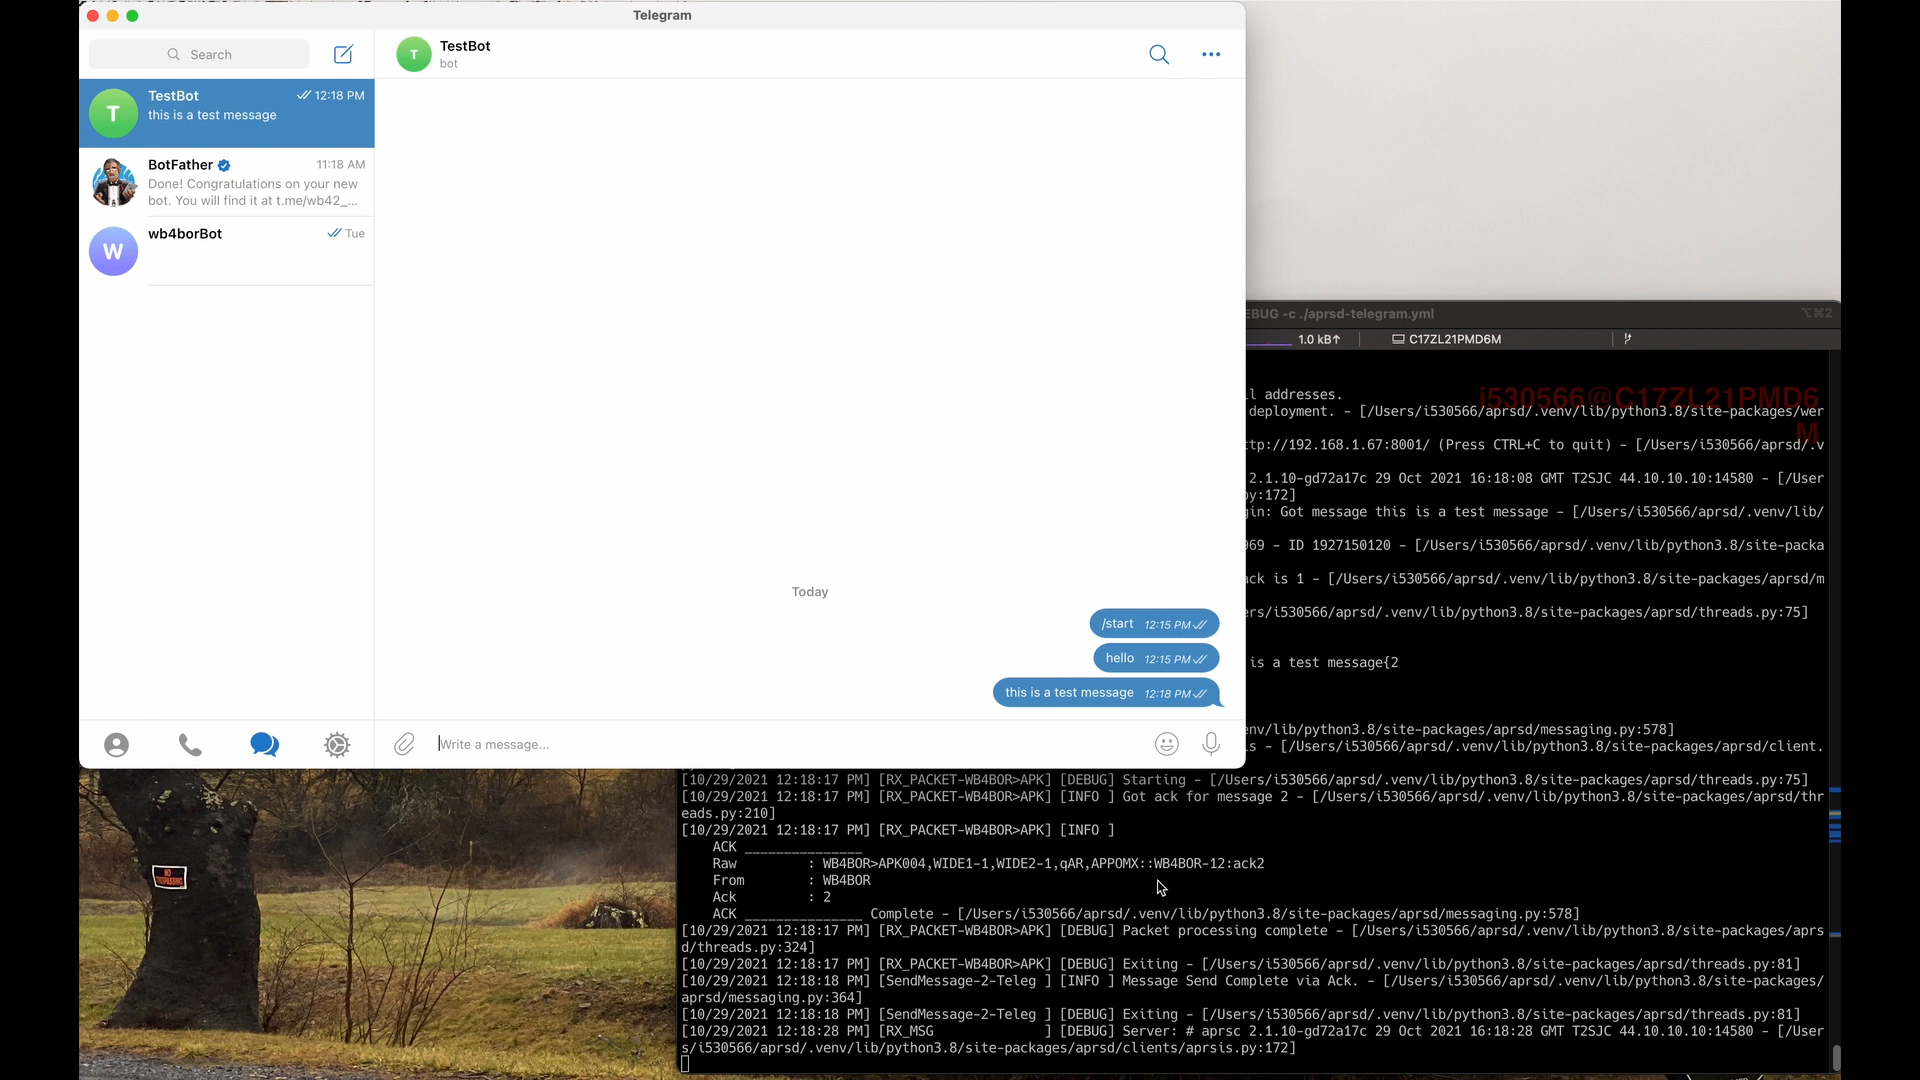 Telegram
Search
TestBot 12:18 PM
this is a test message
BotFather 11:18 AM
Done! Congratulations on your new
bot. You will find it at t.me/wb42_...
wb4borBot Tue
W
T
T
TestBot
bot
Today
/start 12:15 PM
hello 12:15 PM
this is a test message 12:18 PM
Write a message...
NO
TRESPASSING
EBUG -c ./aprsd-telegram.yml ⌥⌘2
1.0 kB↑ C17ZL21PMD6M
i530566@C17ZL21PMD6
M
l addresses.
deployment. - [/Users/i530566/aprsd/.venv/lib/python3.8/site-packages/wer
tp://192.168.1.67:8001/ (Press CTRL+C to quit) - [/Users/i530566/aprsd/.v
2.1.10-gd72a17c 29 Oct 2021 16:18:08 GMT T2SJC 44.10.10.10:14580 - [/User
py:172]
gin: Got message this is a test message - [/Users/i530566/aprsd/.venv/lib/
969 - ID 1927150120 - [/Users/i530566/aprsd/.venv/lib/python3.8/site-packa
ack is 1 - [/Users/i530566/aprsd/.venv/lib/python3.8/site-packages/aprsd/m
ers/i530566/aprsd/.venv/lib/python3.8/site-packages/aprsd/threads.py:75]
is a test message{2
env/lib/python3.8/site-packages/aprsd/messaging.py:578]
s - [/Users/i530566/aprsd/.venv/lib/python3.8/site-packages/aprsd/client.
[10/29/2021 12:18:17 PM] [RX_PACKET-WB4BOR>APK] [DEBUG] Starting - [/Users/i530566/aprsd/.venv/lib/python3.8/site-packages/aprsd/threads.py:75]
[10/29/2021 12:18:17 PM] [RX_PACKET-WB4BOR>APK] [INFO ] Got ack for message 2 - [/Users/i530566/aprsd/.venv/lib/python3.8/site-packages/aprsd/thr
eads.py:210]
[10/29/2021 12:18:17 PM] [RX_PACKET-WB4BOR>APK] [INFO ]
ACK _______________
Raw : WB4BOR>APK004,WIDE1-1,WIDE2-1,qAR,APPOMX::WB4BOR-12:ack2
From : WB4BOR
Ack : 2
ACK _______________ Complete - [/Users/i530566/aprsd/.venv/lib/python3.8/site-packages/aprsd/messaging.py:578]
[10/29/2021 12:18:17 PM] [RX_PACKET-WB4BOR>APK] [DEBUG] Packet processing complete - [/Users/i530566/aprsd/.venv/lib/python3.8/site-packages/aprs
d/threads.py:324]
[10/29/2021 12:18:17 PM] [RX_PACKET-WB4BOR>APK] [DEBUG] Exiting - [/Users/i530566/aprsd/.venv/lib/python3.8/site-packages/aprsd/threads.py:81]
[10/29/2021 12:18:18 PM] [SendMessage-2-Teleg ] [INFO ] Message Send Complete via Ack. - [/Users/i530566/aprsd/.venv/lib/python3.8/site-packages/
aprsd/messaging.py:364]
[10/29/2021 12:18:18 PM] [SendMessage-2-Teleg ] [DEBUG] Exiting - [/Users/i530566/aprsd/.venv/lib/python3.8/site-packages/aprsd/threads.py:81]
[10/29/2021 12:18:28 PM] [RX_MSG ] [DEBUG] Server: # aprsc 2.1.10-gd72a17c 29 Oct 2021 16:18:28 GMT T2SJC 44.10.10.10:14580 - [/User
s/i530566/aprsd/.venv/lib/python3.8/site-packages/aprsd/clients/aprsis.py:172]